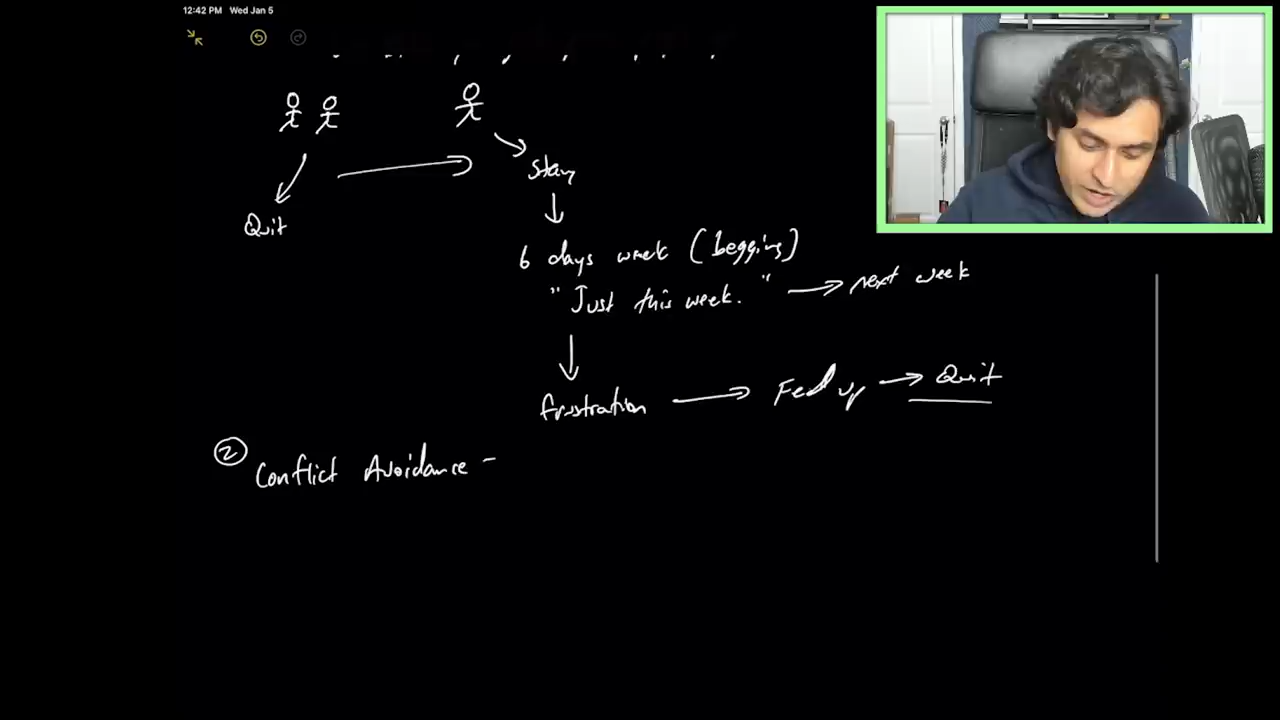 12:42 PM Wed Jan 5
Stay
Quit
6 days week (begging)
"Just this week." → next week
frustration → Fed up → Quit
② Conflict Avoidance -